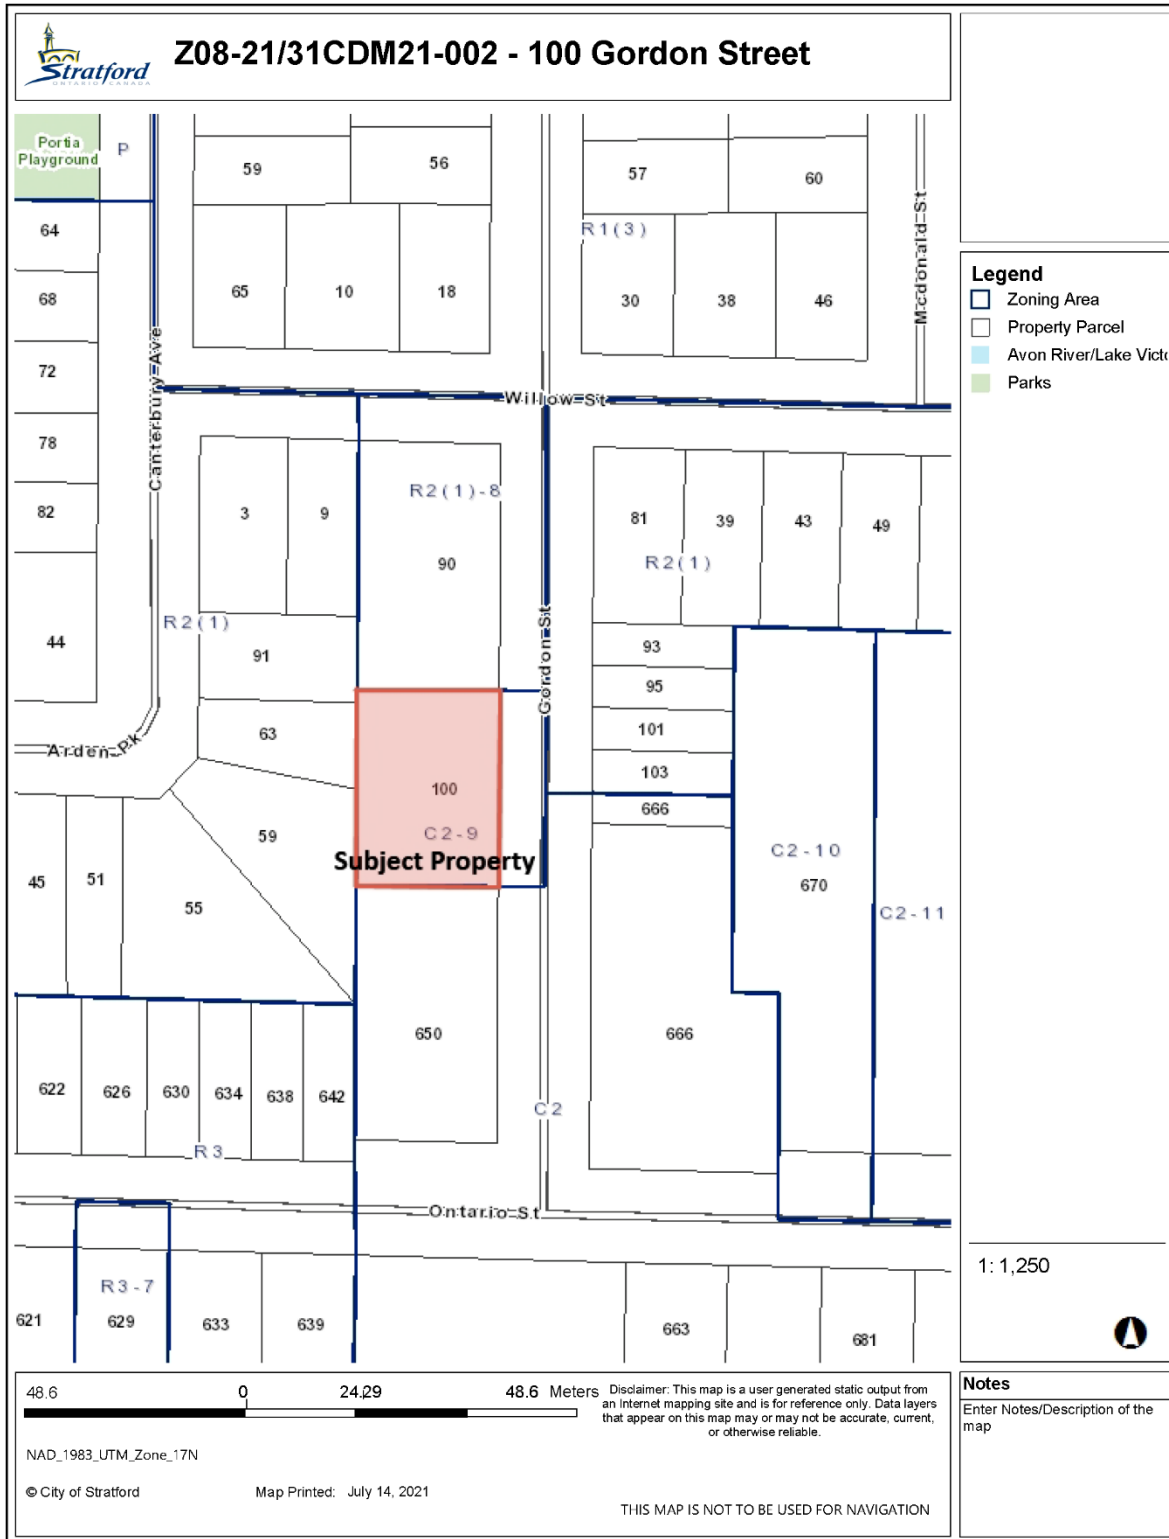 Stratford
ONTARIO CANADA
Z08-21/31CDM21-002 - 100 Gordon Street
Portia
Playground
P
59
56
57
60
64
R1(3)
Mcdonald St
68
65
10
18
30
38
46
72
Canterbury Ave
Willow St
78
R2(1)-8
82
3
9
81
39
43
49
90
R2(1)
R2(1)
44
91
Gordon St
93
95
63
101
Arden Pk
103
100
666
59
C2-9
C2-10
Subject Property
45
51
670
55
C2-11
650
666
622
626
630
634
638
642
C2
R3
Ontario St
R3-7
621
629
633
639
663
681
Legend
Zoning Area
Property Parcel
Avon River/Lake Victo
Parks
1: 1,250
48.6
0
24.29
48.6 Meters
Disclaimer: This map is a user generated static output from
an Internet mapping site and is for reference only. Data layers
that appear on this map may or may not be accurate, current,
or otherwise reliable.
NAD_1983_UTM_Zone_17N
© City of Stratford
Map Printed: July 14, 2021
THIS MAP IS NOT TO BE USED FOR NAVIGATION
Notes
Enter Notes/Description of the
map